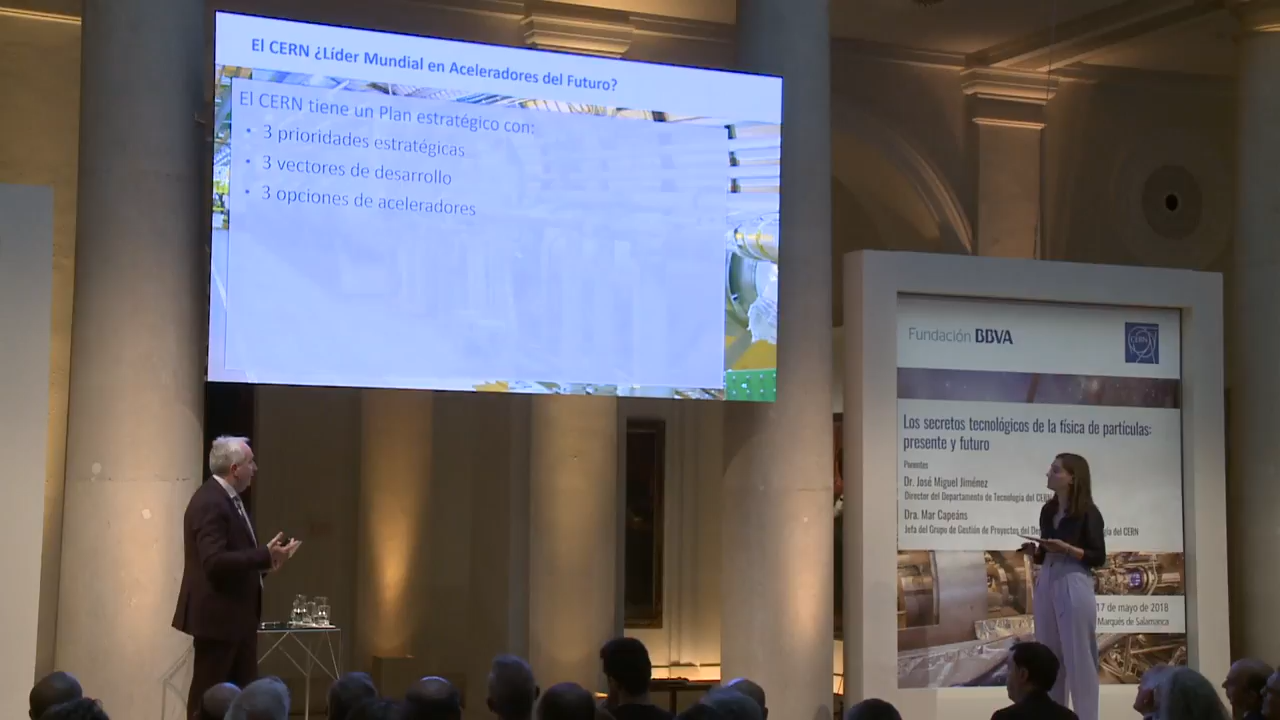 El CERN ¿Líder Mundial en Aceleradores del Futuro?
El CERN tiene un Plan estratégico con:
• 3 prioridades estratégicas
• 3 vectores de desarrollo
• 3 opciones de aceleradores
Fundación BBVA
CERN
Los secretos tecnológicos de la física de partículas:
presente y futuro
Ponentes
Dr. José Miguel Jiménez
Director del Departamento de Tecnología del CERN
Dra. Mar Capeáns
Jefa del Grupo de Gestión de Proyectos del CERN
17 de mayo de 2018
Marqués de Salamanca